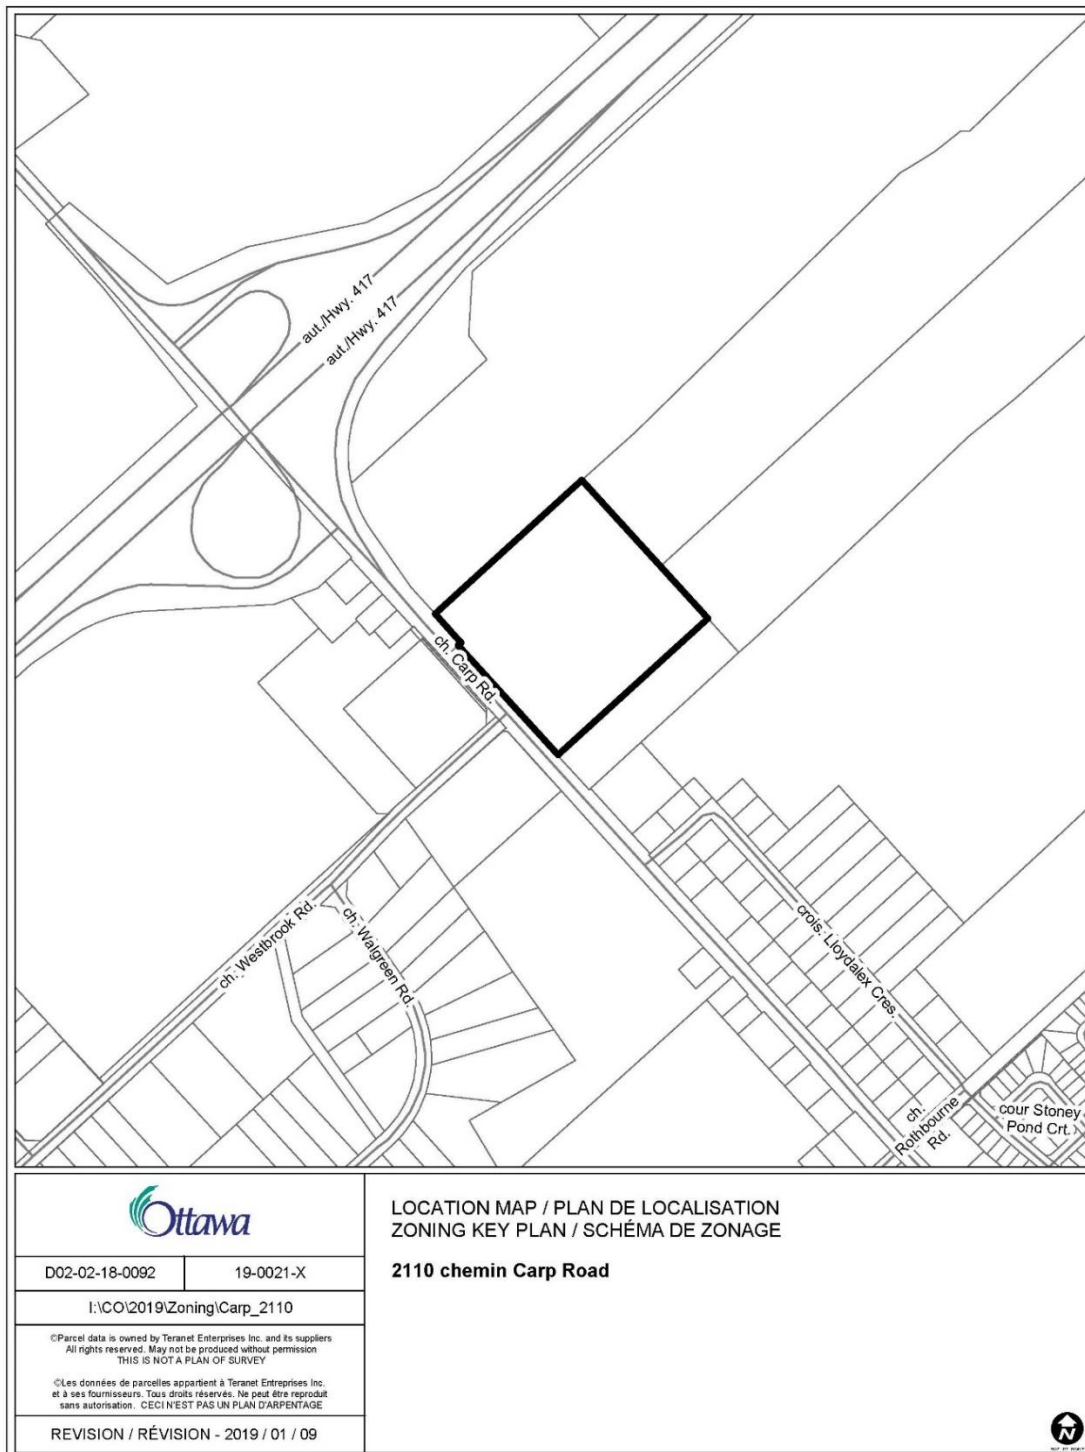 aut./Hwy. 417
aut./Hwy. 417
ch. Carp Rd.
ch. Westbrook Rd.
ch. Walgreen Rd.
crois. Lloydalex Cres.
ch.
Rothbourne
Rd.
cour Stoney
Pond Crt.
Ottawa
D02-02-18-0092
19-0021-X
I:\CO\2019\Zoning\Carp_2110
©Parcel data is owned by Teranet Enterprises Inc. and its suppliers
All rights reserved. May not be produced without permission
THIS IS NOT A PLAN OF SURVEY
©Les données de parcelles appartient à Teranet Entreprises Inc.
et à ses fournisseurs. Tous droits réservés. Ne peut être reproduit
sans autorisation. CECI N'EST PAS UN PLAN D'ARPENTAGE
REVISION / RÉVISION - 2019 / 01 / 09
LOCATION MAP / PLAN DE LOCALISATION
ZONING KEY PLAN / SCHÉMA DE ZONAGE
2110 chemin Carp Road
N